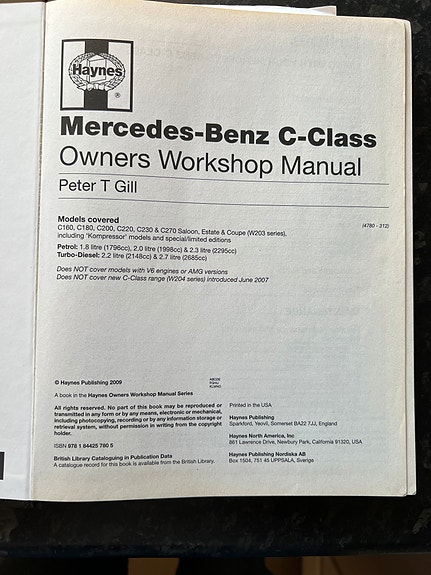 Haynes
®
Mercedes-Benz C-Class
Owners Workshop Manual
Peter T Gill
Models covered
(4780 - 312)
C160, C180, C200, C220, C230 & C270 Saloon, Estate & Coupe (W203 series),
including 'Kompressor' models and special/limited editions
Petrol: 1.8 litre (1796cc), 2.0 litre (1998cc) & 2.3 litre (2295cc)
Turbo-Diesel: 2.2 litre (2148cc) & 2.7 litre (2685cc)
Does NOT cover models with V6 engines or AMG versions
Does NOT cover new C-Class range (W204 series) introduced June 2007
© Haynes Publishing 2009
A book in the Haynes Owners Workshop Manual Series
All rights reserved. No part of this book may be reproduced or
transmitted in any form or by any means, electronic or mechanical,
including photocopying, recording or by any information storage or
retrieval system, without permission in writing from the copyright
holder.
ISBN 978 1 84425 780 5
British Library Cataloguing in Publication Data
A catalogue record for this book is available from the British Library.
Printed in the USA
Haynes Publishing
Sparkford, Yeovil, Somerset BA22 7JJ, England
Haynes North America, Inc
861 Lawrence Drive, Newbury Park, California 91320, USA
Haynes Publishing Nordiska AB
Box 1504, 751 45 UPPSALA, Sverige